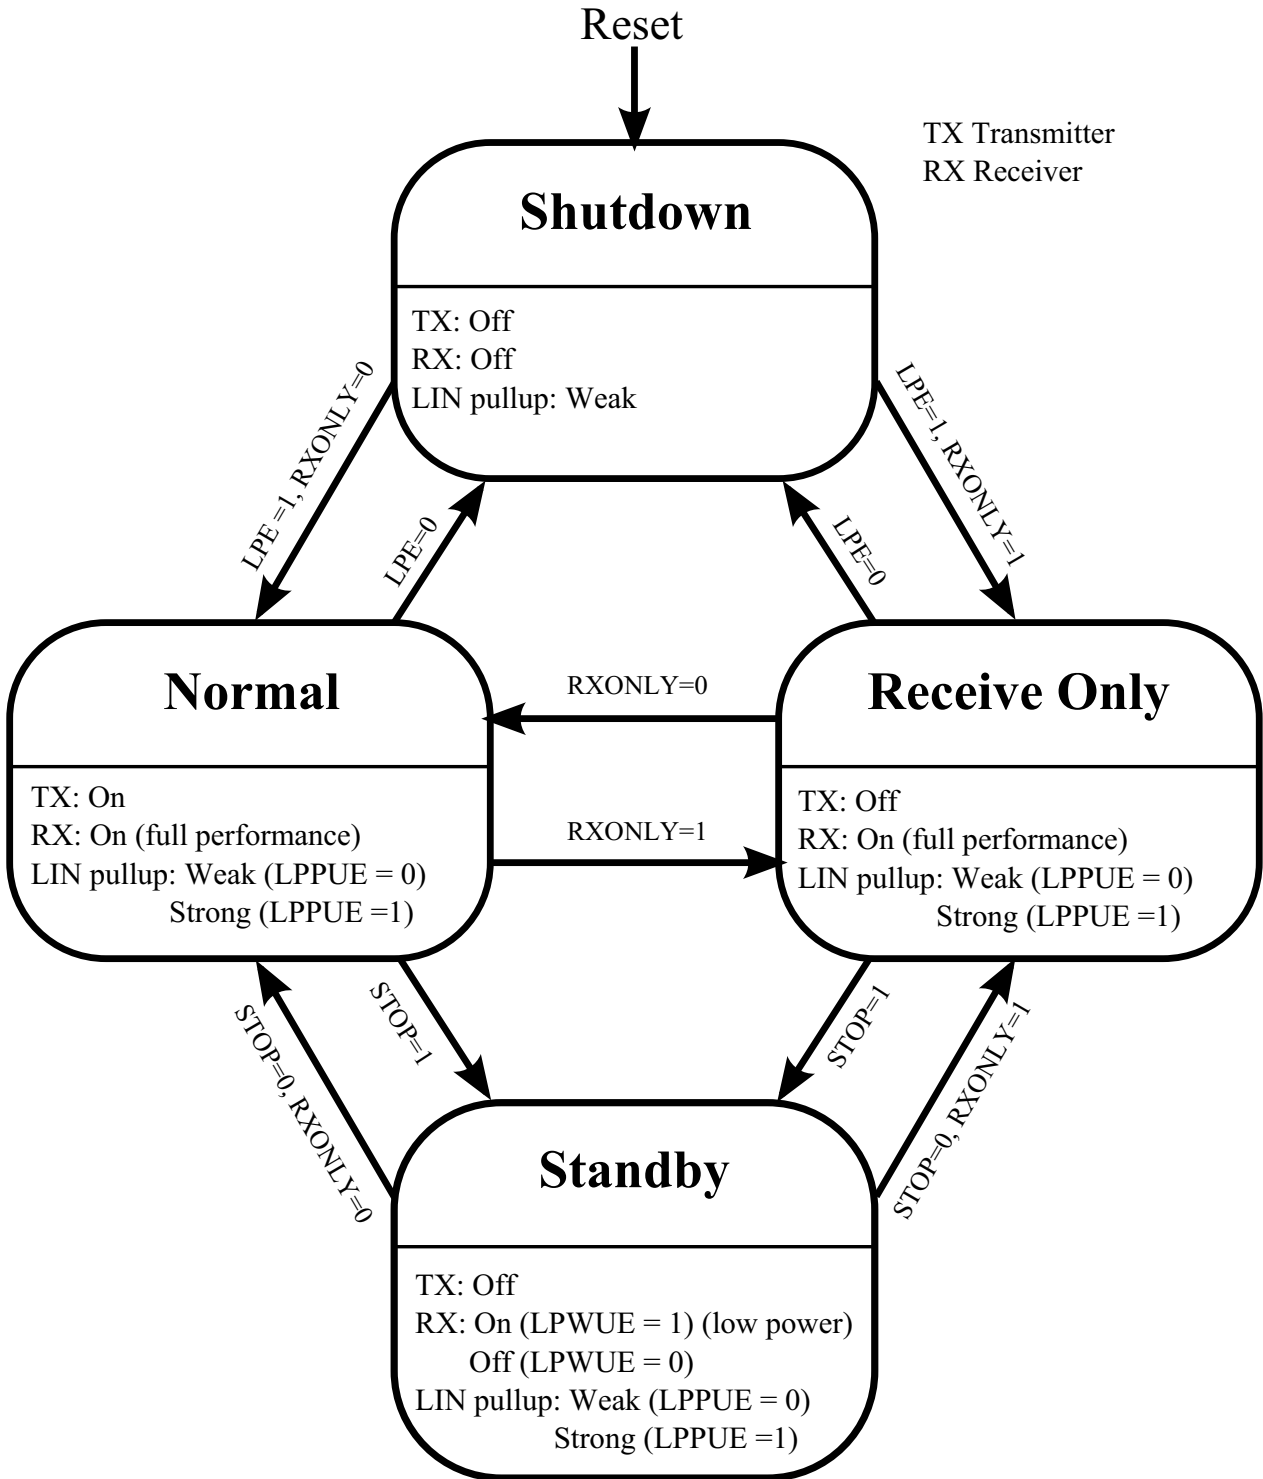 Reset
TX Transmitter
RX Receiver
Shutdown
TX: Off
RX: Off
LIN pullup: Weak
LPE =1, RXONLY=0
LPE=0
LPE=0
LPE=1, RXONLY=1
Normal
TX: On
RX: On (full performance)
LIN pullup: Weak (LPPUE = 0)
Strong (LPPUE =1)
RXONLY=0
RXONLY=1
Receive Only
TX: Off
RX: On (full performance)
LIN pullup: Weak (LPPUE = 0)
Strong (LPPUE =1)
STOP=0, RXONLY=0
STOP=1
STOP=1
STOP=0, RXONLY=1
Standby
TX: Off
RX: On (LPWUE = 1) (low power)
Off (LPWUE = 0)
LIN pullup: Weak (LPPUE = 0)
Strong (LPPUE =1)